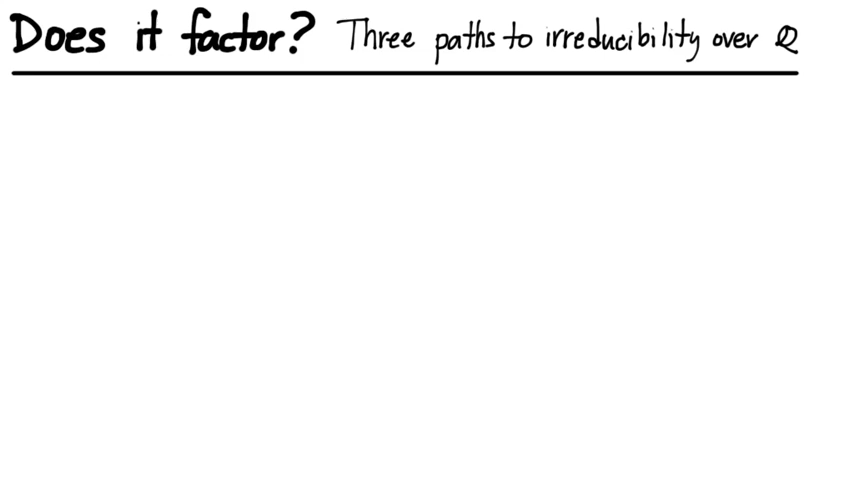 Does it factor? Three paths to irreducibility over ℚ